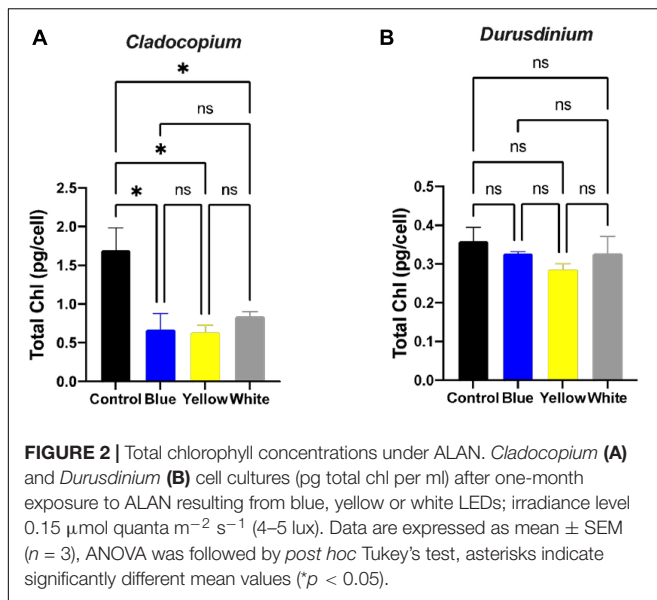 A
Cladocopium
*
ns
*
*
ns
ns
Total Chl (pg/cell)
2.5
2.0
1.5
1.0
0.5
0.0
Control Blue Yellow White
B
Durusdinium
ns
ns
ns
ns
ns
ns
Total Chl (pg/cell)
0.5
0.4
0.3
0.2
0.1
0.0
Control Blue Yellow White
FIGURE 2 | Total chlorophyll concentrations under ALAN. Cladocopium (A)
and Durusdinium (B) cell cultures (pg total chl per ml) after one-month
exposure to ALAN resulting from blue, yellow or white LEDs; irradiance level
0.15 μmol quanta m−2 s−1 (4–5 lux). Data are expressed as mean ± SEM
(n = 3), ANOVA was followed by post hoc Tukey's test, asterisks indicate
significantly different mean values (*p < 0.05).